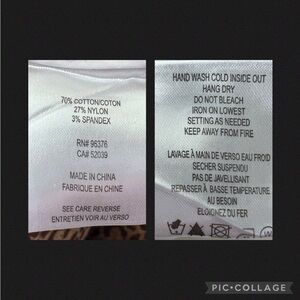 70% COTTON/COTON
27% NYLON
3% SPANDEX
RN# 96376
CA# 52039
MADE IN CHINA
FABRIQUE EN CHINE
SEE CARE REVERSE
ENTRETIEN VOIR AU VERSO
HAND WASH COLD INSIDE OUT
HANG DRY
DO NOT BLEACH
IRON ON LOWEST
SETTING AS NEEDED
KEEP AWAY FROM FIRE
LAVAGE À MAIN DE VERSO EAU FROID
SECHER SUSPENDU
PAS DE JAVELLISANT
REPASSER À BASSE TEMPERATURE
AU BESOIN
ELOIGNEZ DU FER
PIC•COLLAGE